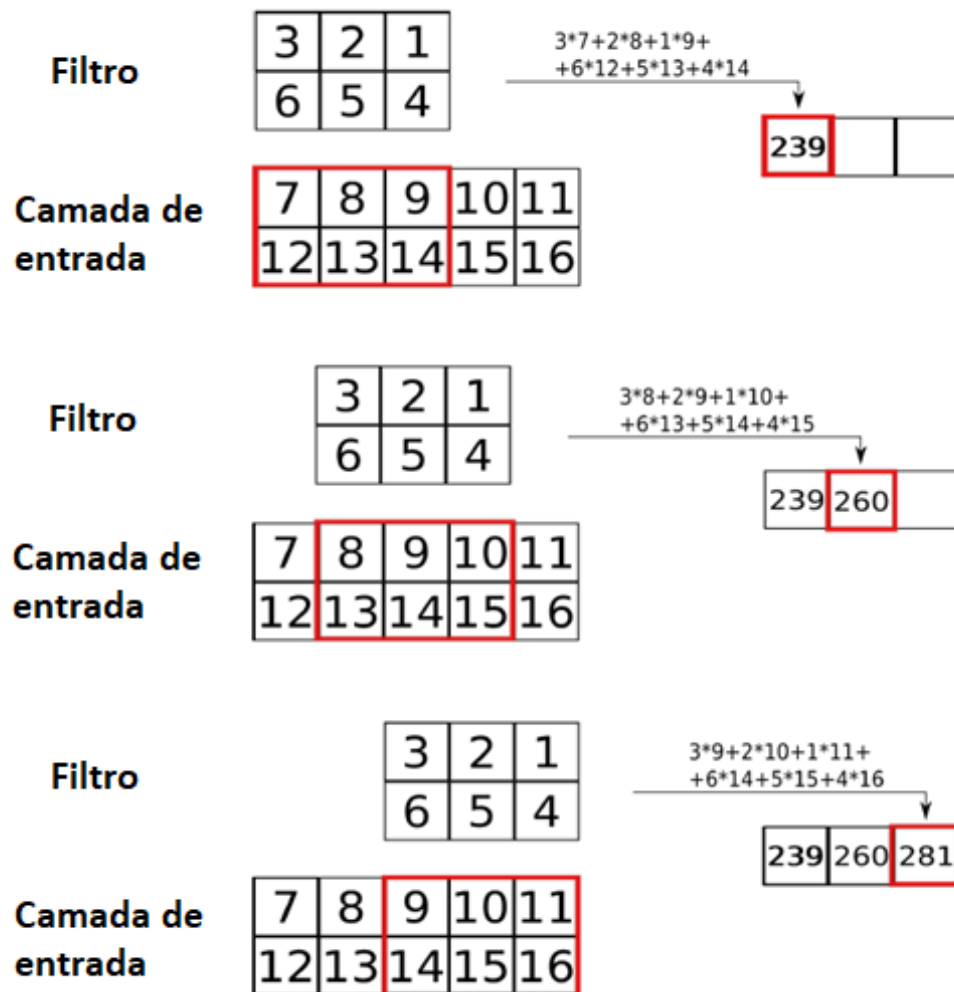 3 2 1
3*7+2*8+1*9+
Filtro
+6*12+5*13+4*14
6 5 4
239
7 8 9 10 11
Camada de
entrada
12 13 14 15 16
3 2 1
3*8+2*9+1*10+
Filtro
+6*13+5*14+4*15
6 5 4
239 260
7 8 9 10 11
Camada de
entrada
12 13 14 15 16
3 2 1
3*9+2*10+1*11+
Filtro
+6*14+5*15+4*16
6 5 4
239 260 281
7 8 9 10 11
Camada de
entrada
12 13 14 15 16